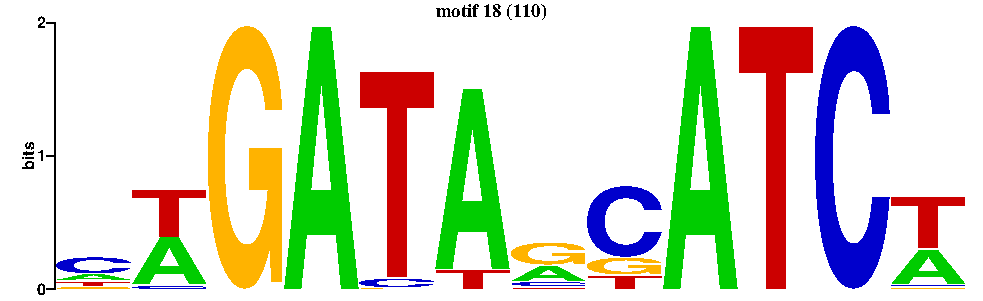 motif 18 (110)
2
1
0
bits
C T G A T A G C A T C T
A A C T A G G A
T C C T C